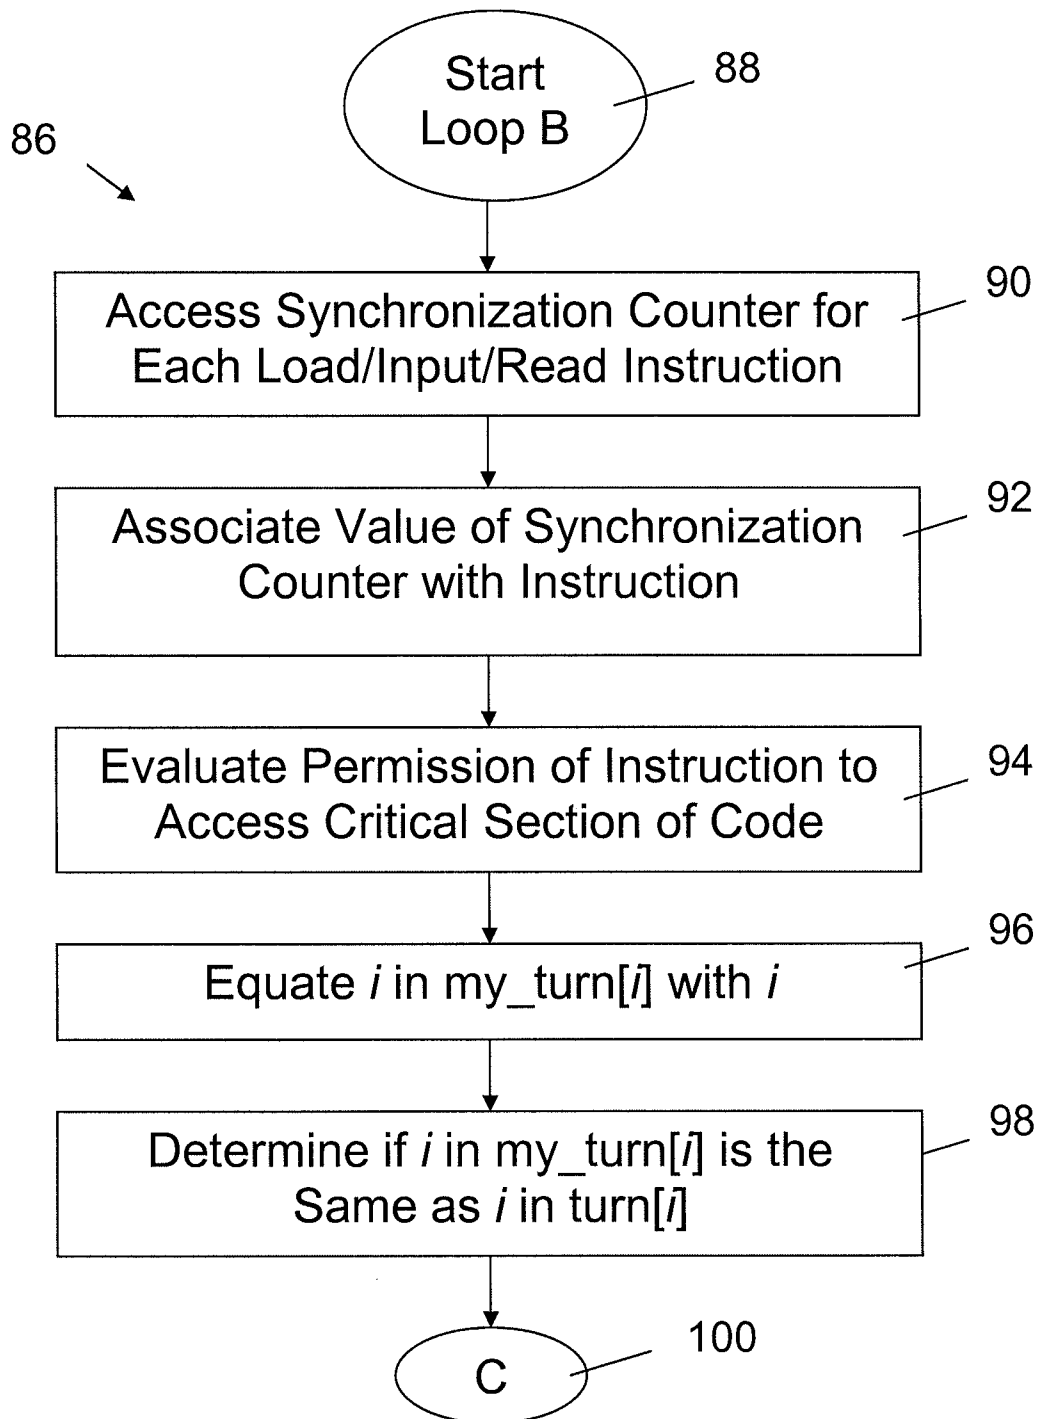 Start
Loop B
88
86
90
Access Synchronization Counter for
Each Load/Input/Read Instruction
92
Associate Value of Synchronization
Counter with Instruction
94
Evaluate Permission of Instruction to
Access Critical Section of Code
96
Equate i in my_turn[i] with i
98
Determine if i in my_turn[i] is the
Same as i in turn[i]
100
C